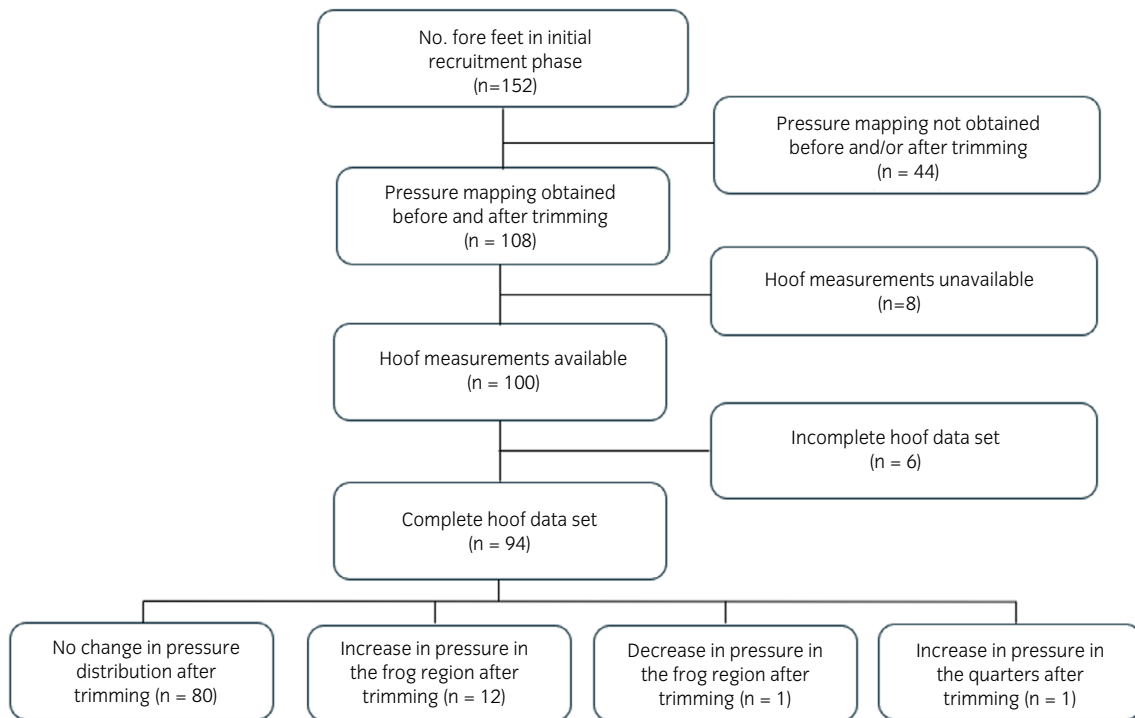 No. fore feet in initial
recruitment phase
(n=152)
Pressure mapping not obtained
before and/or after trimming
(n = 44)
Pressure mapping obtained
before and after trimming
(n = 108)
Hoof measurements unavailable
(n=8)
Hoof measurements available
(n = 100)
Incomplete hoof data set
(n = 6)
Complete hoof data set
(n = 94)
No change in pressure
distribution after
trimming (n = 80)
Increase in pressure in
the frog region after
trimming (n = 12)
Decrease in pressure in
the frog region after
trimming (n = 1)
Increase in pressure in
the quarters after
trimming (n = 1)